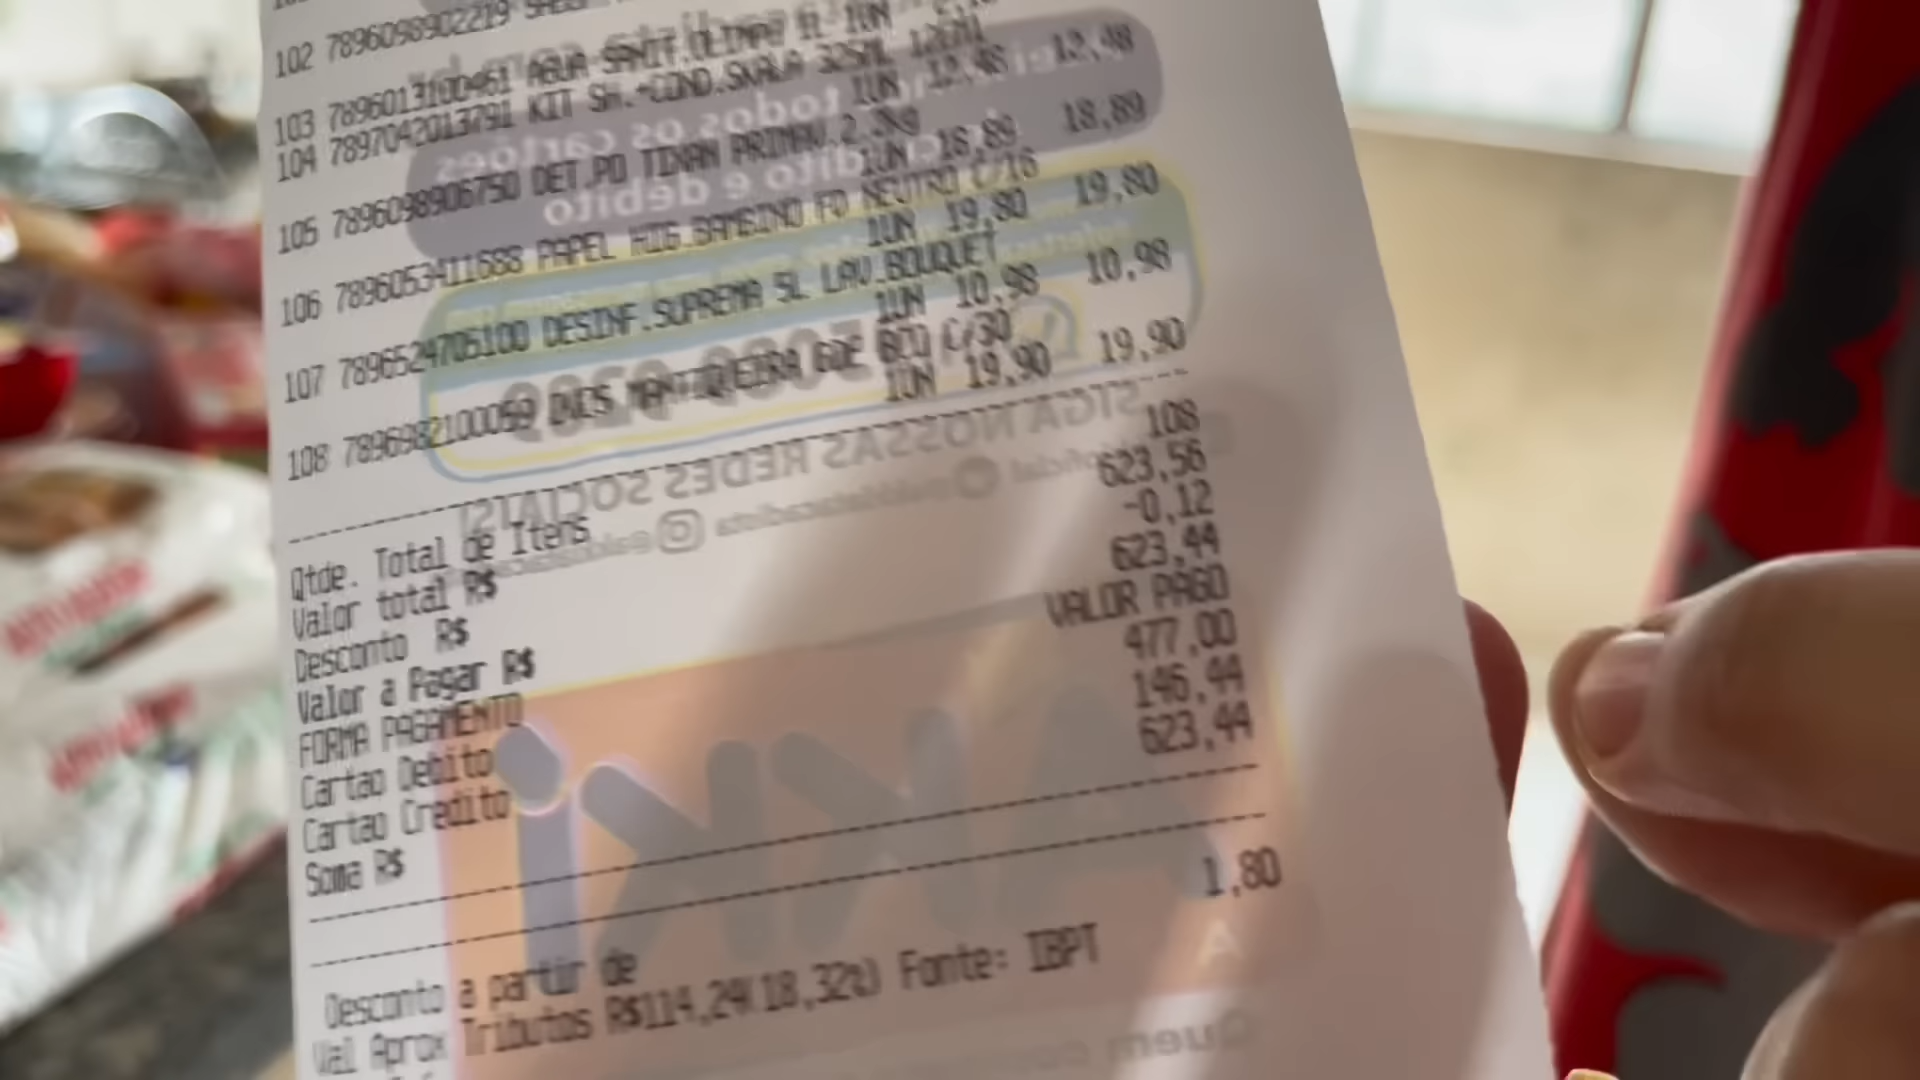 102 7896098902219
103 7896013100461 AGUA SANIT. 1L 1UN
104 7897042013791 KIT SH.+COND.SKALA 325ML
1UN 12,48 12,48
105 7896098906750 DET.PO TIXAN PRIMAV.2,2Kg
1UN 18,89 18,89
106 7896053411688 PAPEL HIG.BAMBINO FD NEUTRO C/16
1UN 19,80 19,80
107 7896524705100 DESINF.SUPREMA 5L LAV.BOUQUET
1UN 10,98 10,98
108 7896982100059 OVOS MANTIQUEIRA GDE BCO C/30
1UN 19,90 19,90
Qtde. Total de Itens 108
Valor total R$ 623,56
Desconto R$ -0,12
Valor a Pagar R$ 623,44
FORMA PAGAMENTO VALOR PAGO
Cartao Debito 477,00
Cartao Credito 146,44
Soma R$ 623,44
Desconto a partir de 1,80
Val Aprox Tributos R$114,24(18,32%) Fonte: IBPT
todos os cartões
crédito e débito
SIGA NOSSAS REDES SOCIAIS!
AKKi
Quem